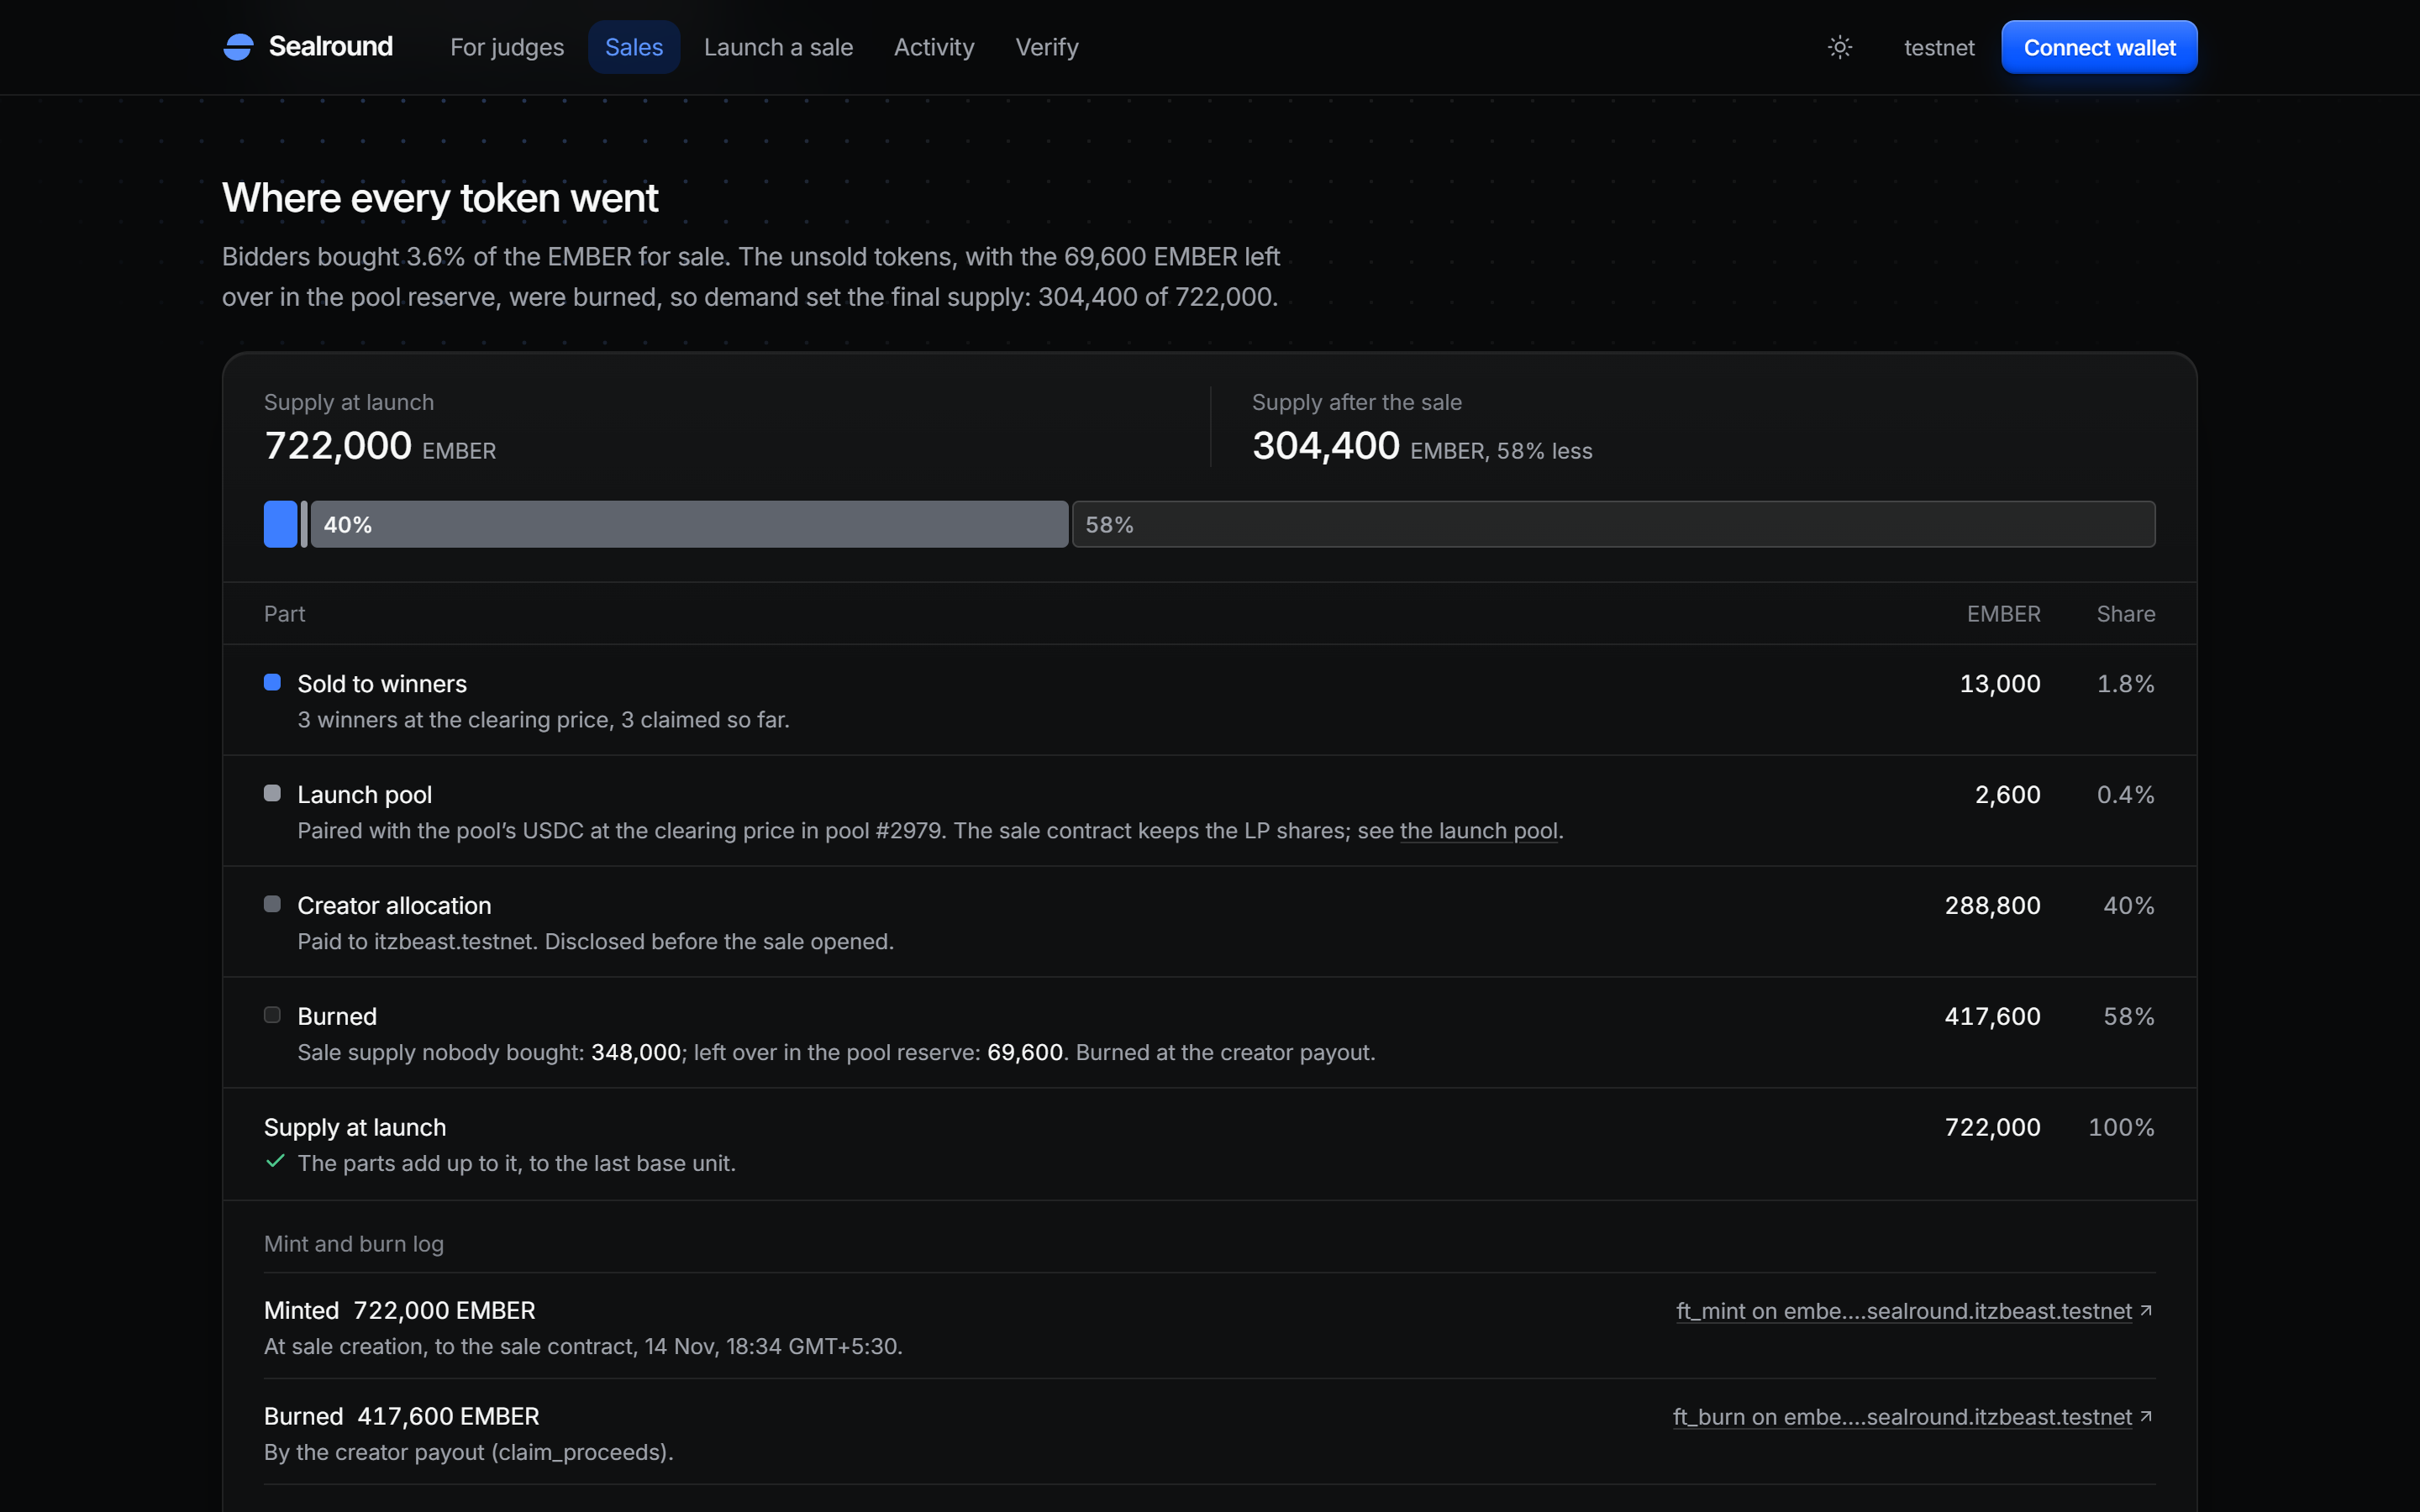 Sealround
For judges
Sales
Launch a sale
Activity
Verify
testnet
Connect wallet
Where every token went
Bidders bought 3.6% of the EMBER for sale. The unsold tokens, with the 69,600 EMBER left
over in the pool reserve, were burned, so demand set the final supply: 304,400 of 722,000.
Supply at launch
722,000 EMBER
Supply after the sale
304,400 EMBER, 58% less
40%
58%
Part EMBER Share
Sold to winners 13,000 1.8%
3 winners at the clearing price, 3 claimed so far.
Launch pool 2,600 0.4%
Paired with the pool’s USDC at the clearing price in pool #2979. The sale contract keeps the LP shares; see the launch pool.
Creator allocation 288,800 40%
Paid to itzbeast.testnet. Disclosed before the sale opened.
Burned 417,600 58%
Sale supply nobody bought: 348,000; left over in the pool reserve: 69,600. Burned at the creator payout.
Supply at launch 722,000 100%
The parts add up to it, to the last base unit.
Mint and burn log
Minted 722,000 EMBER
ft_mint on embe....sealround.itzbeast.testnet
At sale creation, to the sale contract, 14 Nov, 18:34 GMT+5:30.
Burned 417,600 EMBER
ft_burn on embe....sealround.itzbeast.testnet
By the creator payout (claim_proceeds).